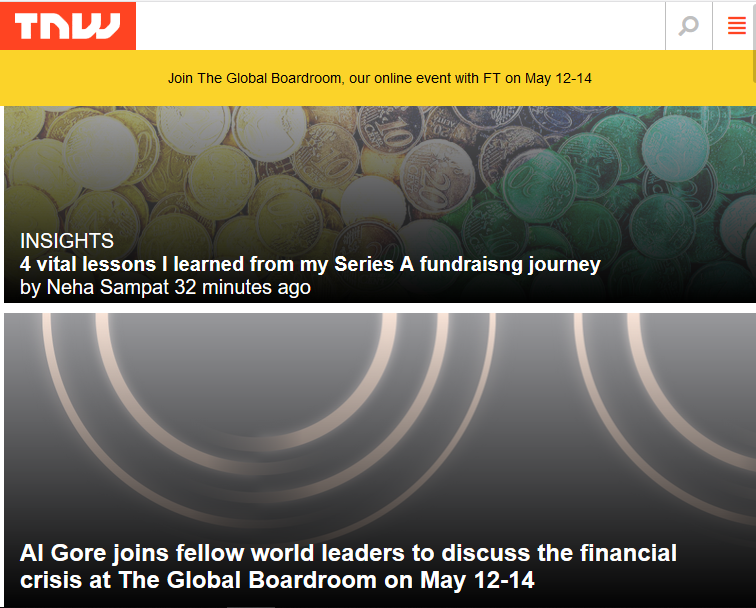 TNW
Join The Global Boardroom, our online event with FT on May 12-14
INSIGHTS
4 vital lessons I learned from my Series A fundraisng journey
by Neha Sampat 32 minutes ago
Al Gore joins fellow world leaders to discuss the financial
crisis at The Global Boardroom on May 12-14